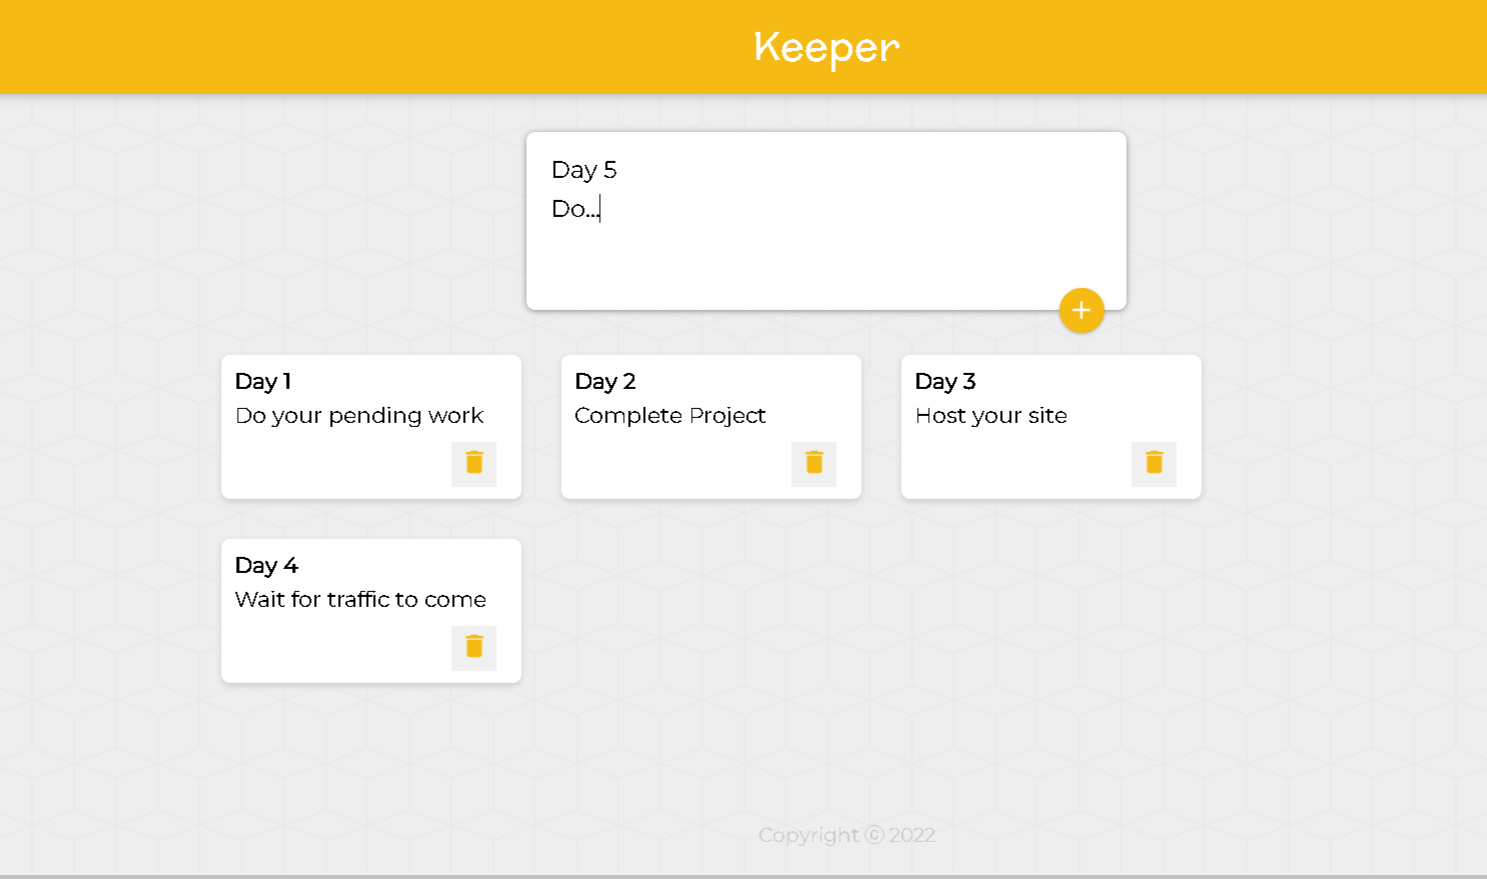 Keeper
Day 5
Do...
Day 1
Do your pending work
Day 2
Complete Project
Day 3
Host your site
Day 4
Wait for traffic to come
Copyright ⓒ 2022